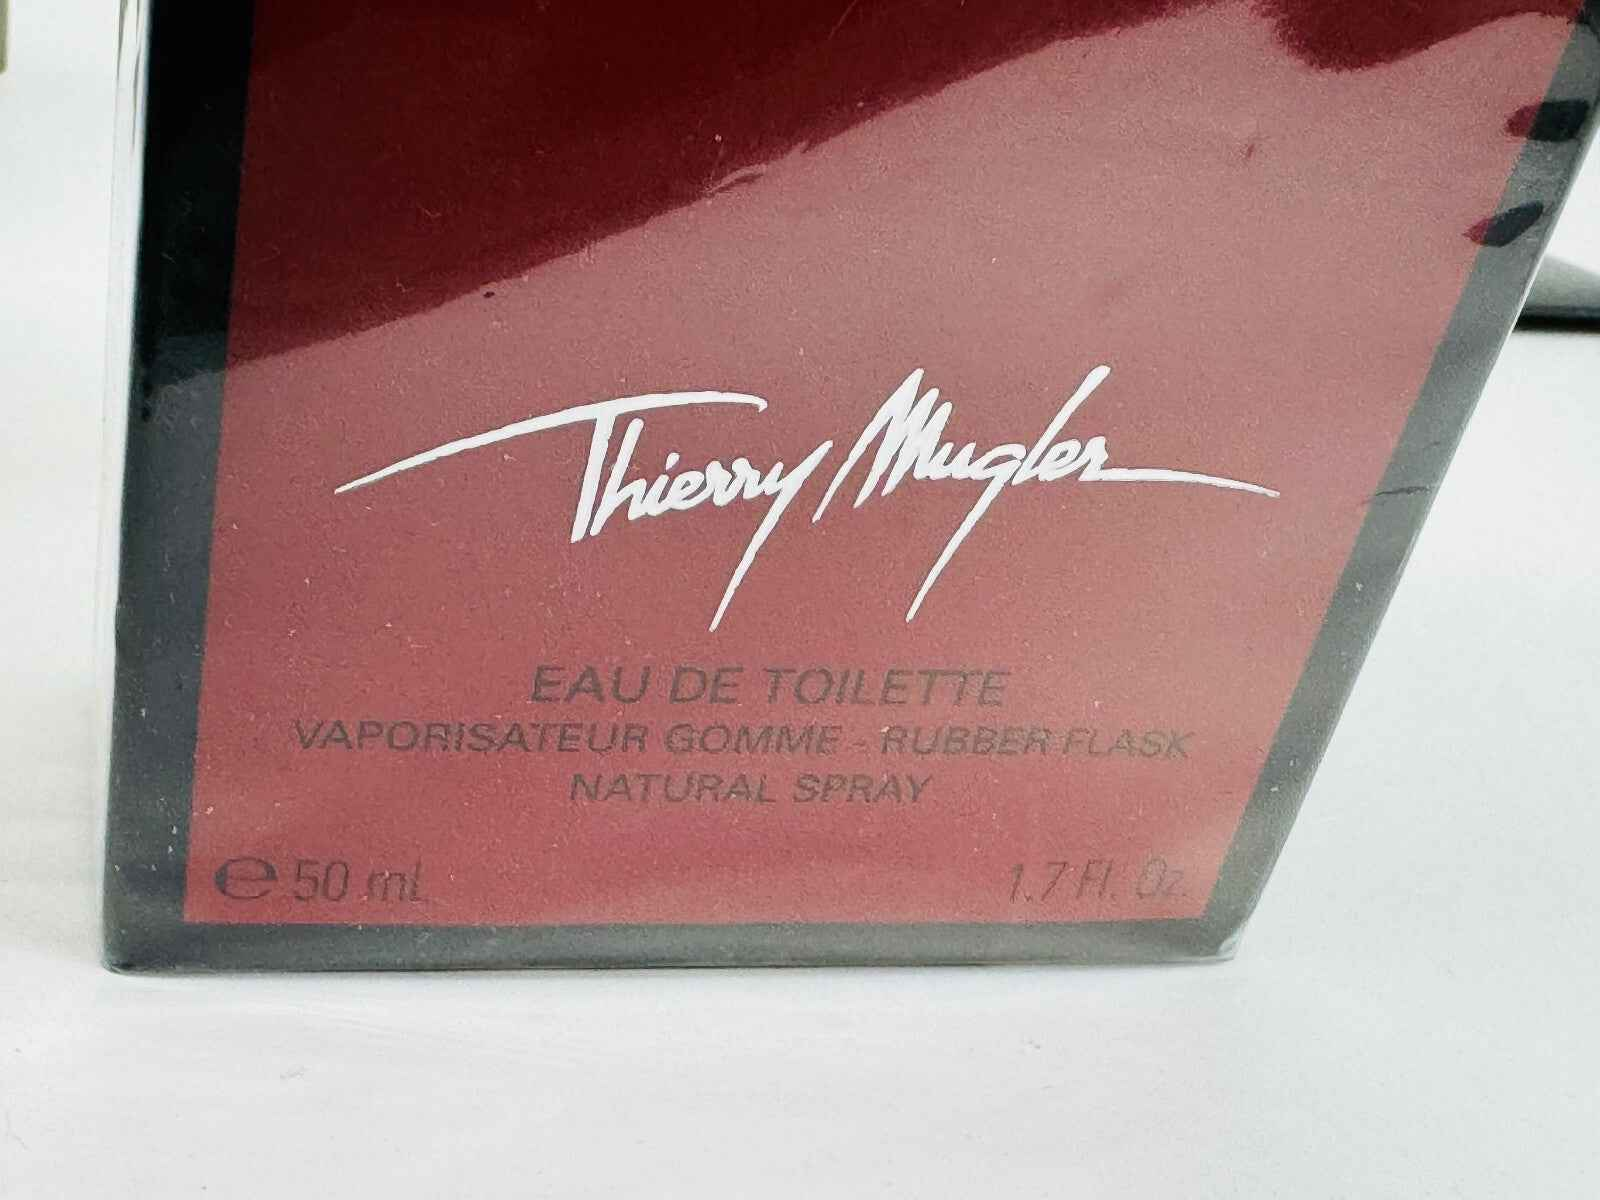 Thierry Mugler
EAU DE TOILETTE
VAPORISATEUR GOMME - RUBBER FLASK
NATURAL SPRAY
℮ 50 mL 1.7 Fl. Oz.